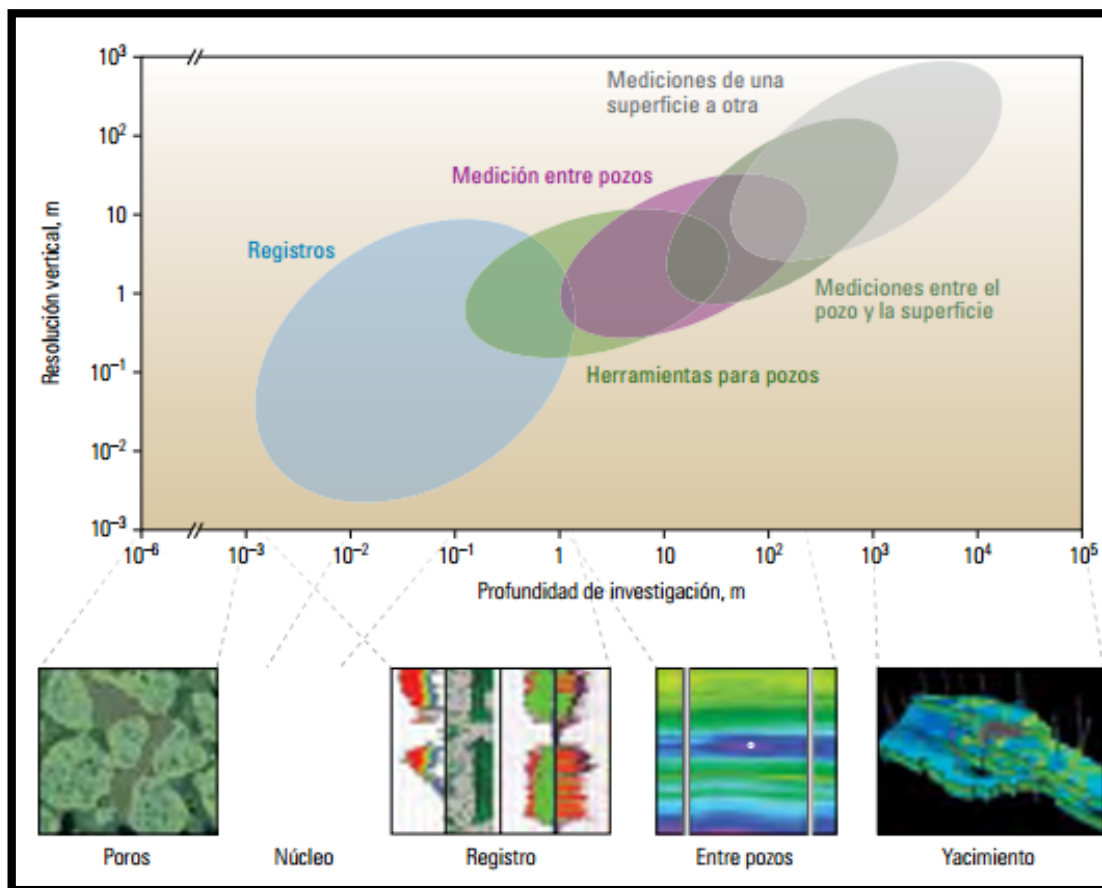 10³
Mediciones de una
superficie a otra
10²
Medición entre pozos
10
Registros
Resolución vertical, m
1
Mediciones entre el
pozo y la superficie
10⁻¹
Herramientas para pozos
10⁻²
10⁻³
10⁻⁶ 10⁻³ 10⁻² 10⁻¹ 1 10 10² 10³ 10⁴ 10⁵
Profundidad de investigación, m
Poros Núcleo Registro Entre pozos Yacimiento